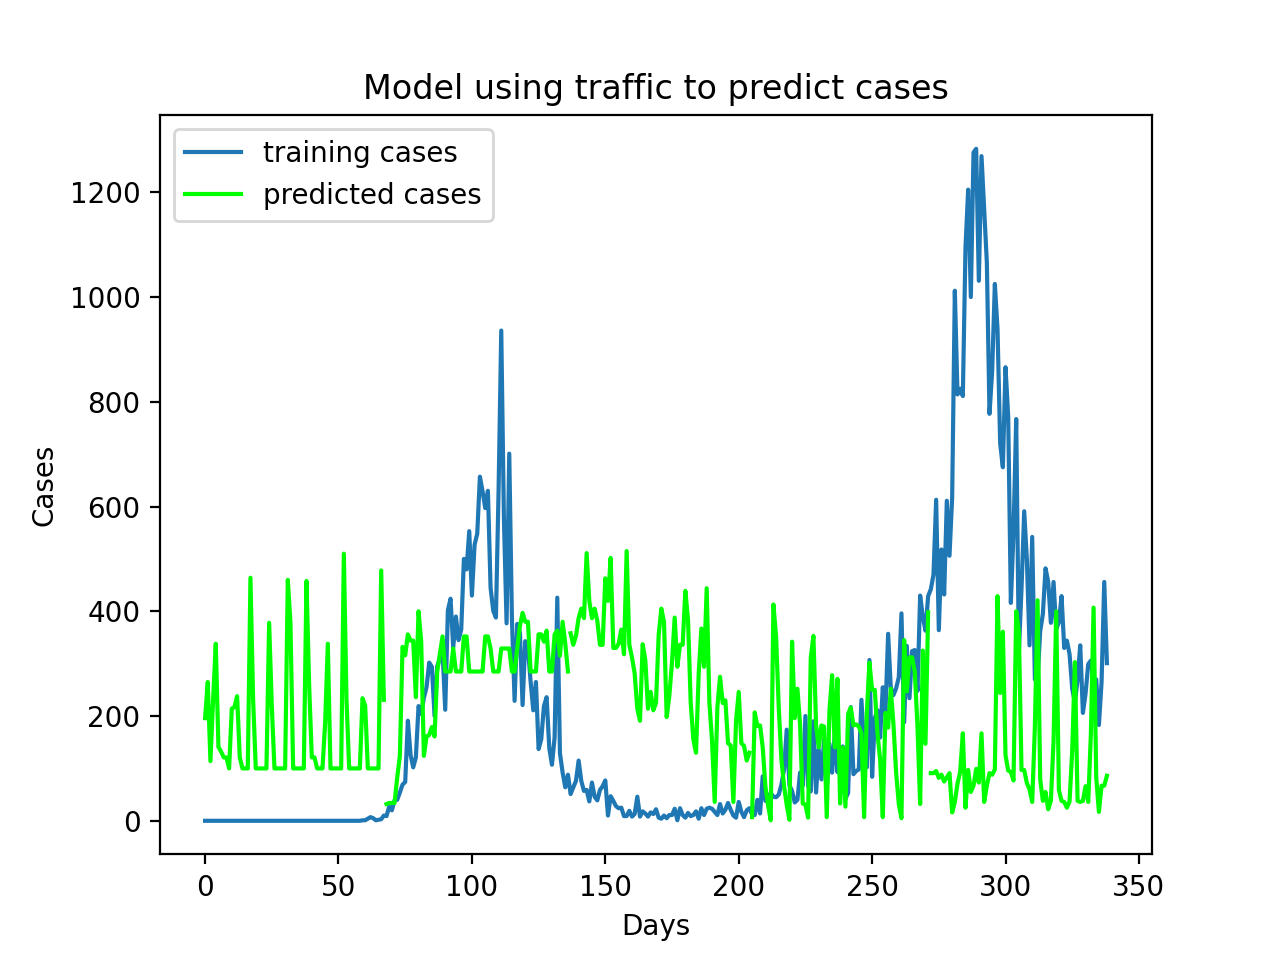 Model using traffic to predict cases
training cases
predicted cases
Cases
1200
1000
800
600
400
200
0
0 50 100 150 200 250 300 350
Days